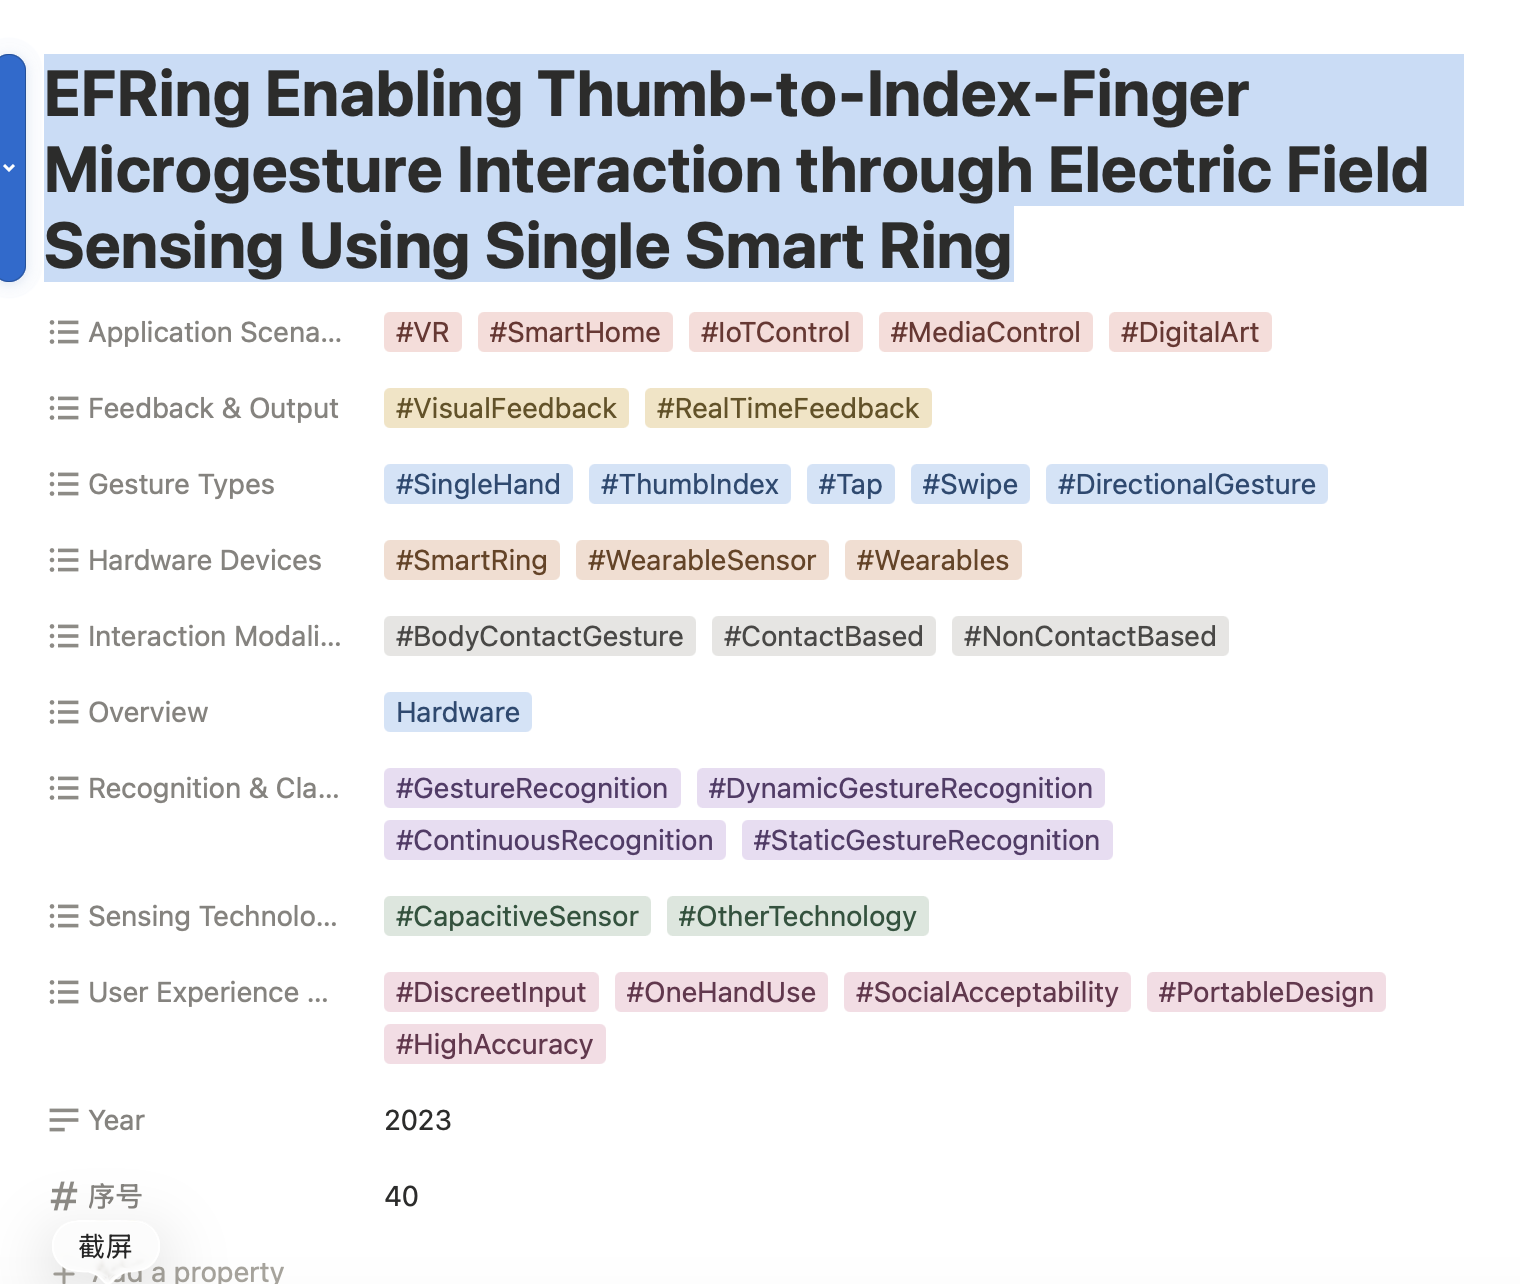 EFRing Enabling Thumb-to-Index-Finger
Microgesture Interaction through Electric Field
Sensing Using Single Smart Ring
Application Scena... #VR #SmartHome #IoTControl #MediaControl #DigitalArt
Feedback & Output #VisualFeedback #RealTimeFeedback
Gesture Types #SingleHand #ThumbIndex #Tap #Swipe #DirectionalGesture
Hardware Devices #SmartRing #WearableSensor #Wearables
Interaction Modali... #BodyContactGesture #ContactBased #NonContactBased
Overview Hardware
Recognition & Cla... #GestureRecognition #DynamicGestureRecognition
#ContinuousRecognition #StaticGestureRecognition
Sensing Technolo... #CapacitiveSensor #OtherTechnology
User Experience ... #DiscreetInput #OneHandUse #SocialAcceptability #PortableDesign
#HighAccuracy
Year 2023
序号 40
截屏
+ Add a property